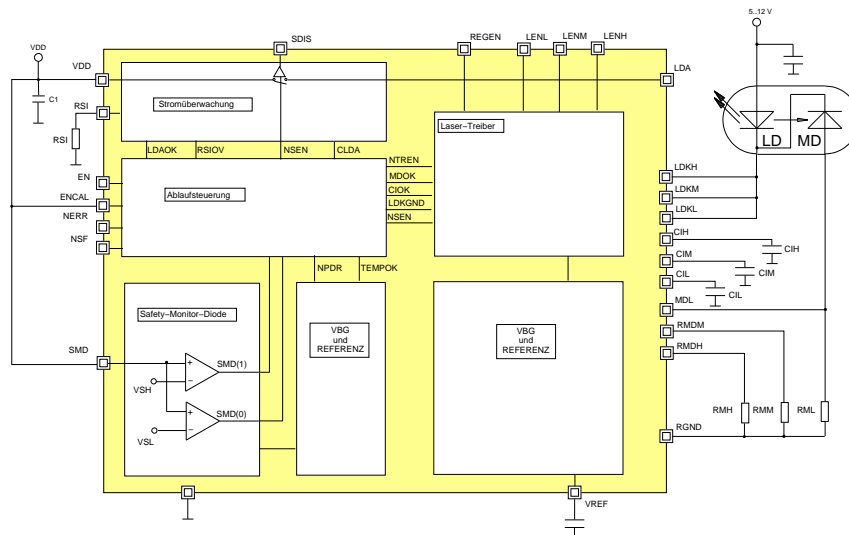 5..12 V
VDD
SDIS
REGEN
LENL
LENM
LENH
VDD
LDA
C1
RSI
Stromüberwachung
RSI
Laser–Treiber
LD
MD
LDAOK
RSIOV
NSEN
CLDA
NTREN
MDOK
CIOK
LDKGND
NSEN
EN
ENCAL
NERR
NSF
Ablaufsteuerung
LDKH
LDKM
LDKL
CIH
CIH
CIM
CIM
CIL
CIL
MDL
RMDM
RMDH
NPDR
TEMPOK
Safety–Monitor–Diode
VBG
und
REFERENZ
VBG
und
REFERENZ
SMD
+
–
SMD(1)
VSH
+
–
SMD(0)
VSL
RMH
RMM
RML
RGND
VREF